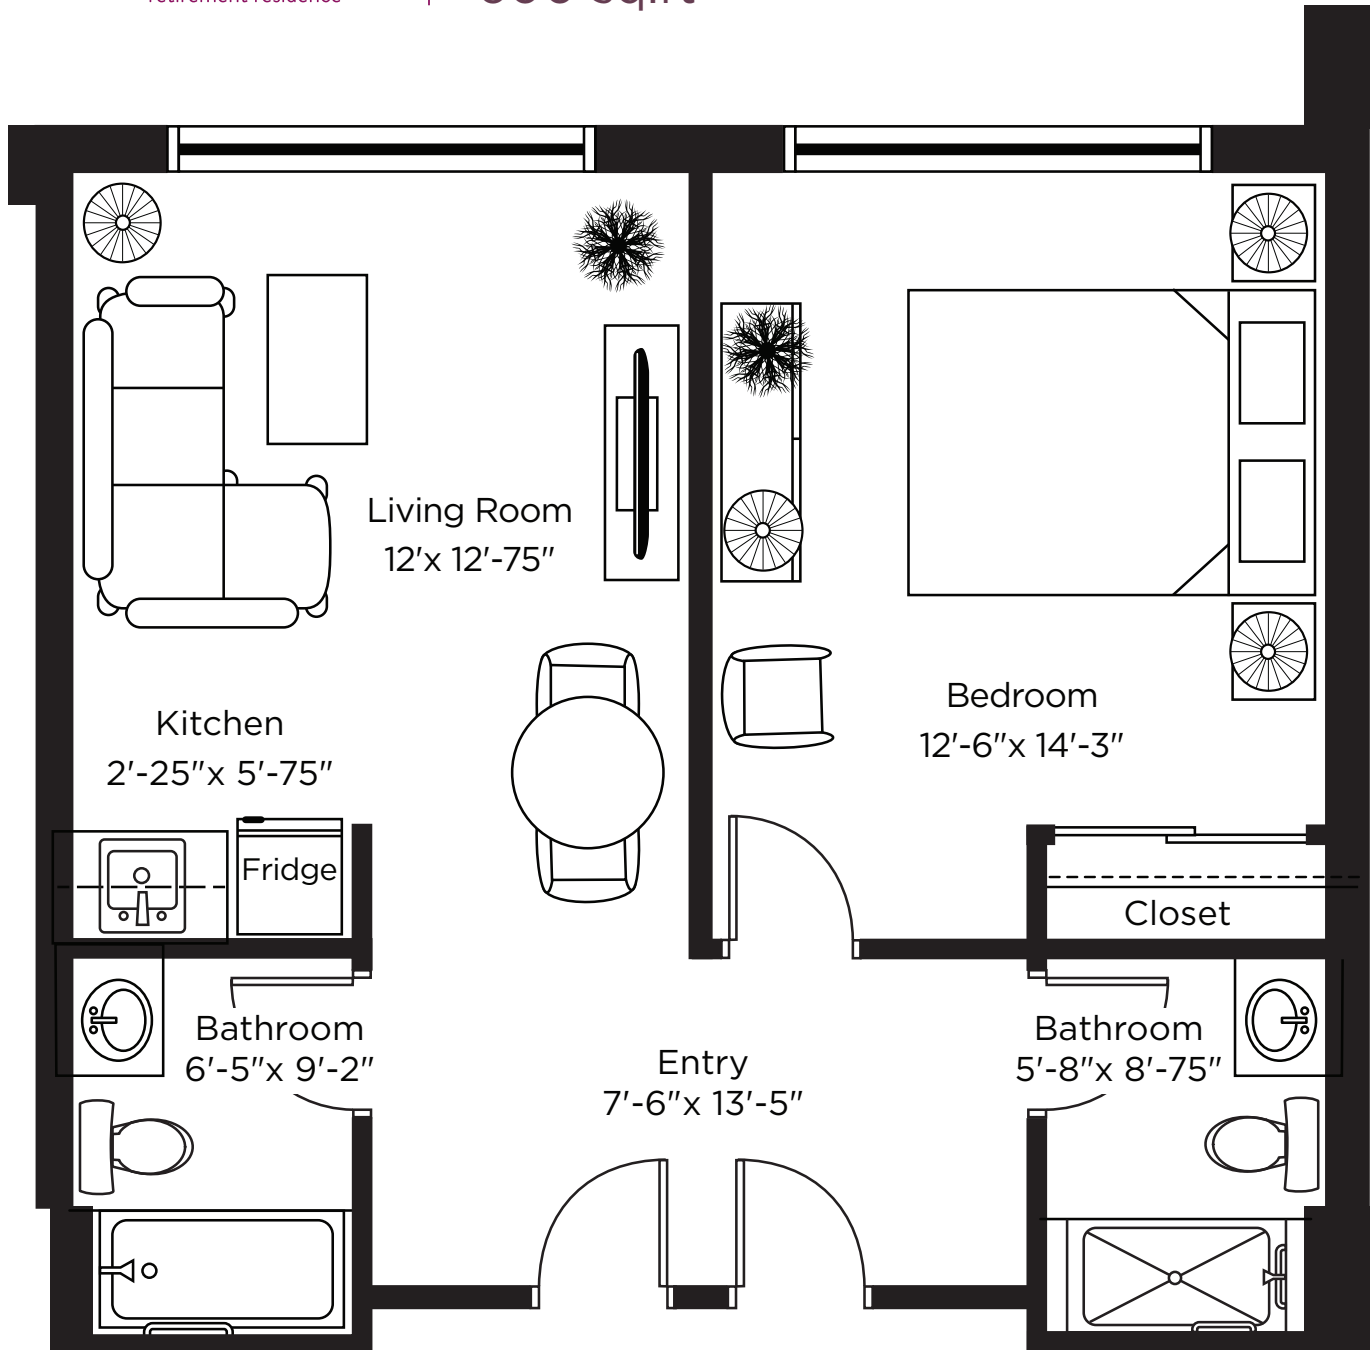 Living Room
12'x 12'-75"
Kitchen
2'-25"x 5'-75"
Fridge
Bedroom
12'-6"x 14'-3"
Closet
Bathroom
6'-5"x 9'-2"
Entry
7'-6"x 13'-5"
Bathroom
5'-8"x 8'-75"